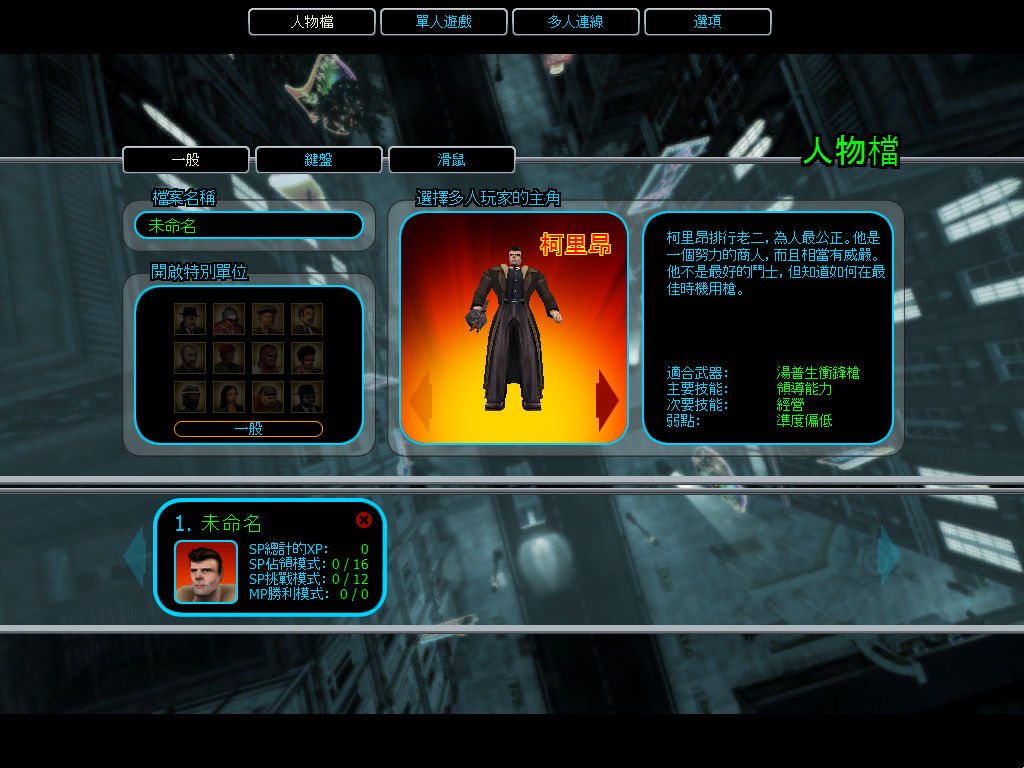 人物檔 單人遊戲 多人連線 選項
人物檔
一般 鍵盤 滑鼠
檔案名稱
未命名
開啟特別單位
一般
選擇多人玩家的主角
柯里昂
柯里昂排行老二, 為人最公正。他是
一個努力的商人, 而且相當有威嚴。
他不是最好的鬥士, 但知道如何在最
佳時機用槍。
適合武器: 湯普生衝鋒槍
主要技能: 領導能力
次要技能: 經營
弱點: 準度偏低
1. 未命名
SP總計的XP: 0
SP佔領模式: 0 / 16
SP挑戰模式: 0 / 12
MP勝利模式: 0 / 0